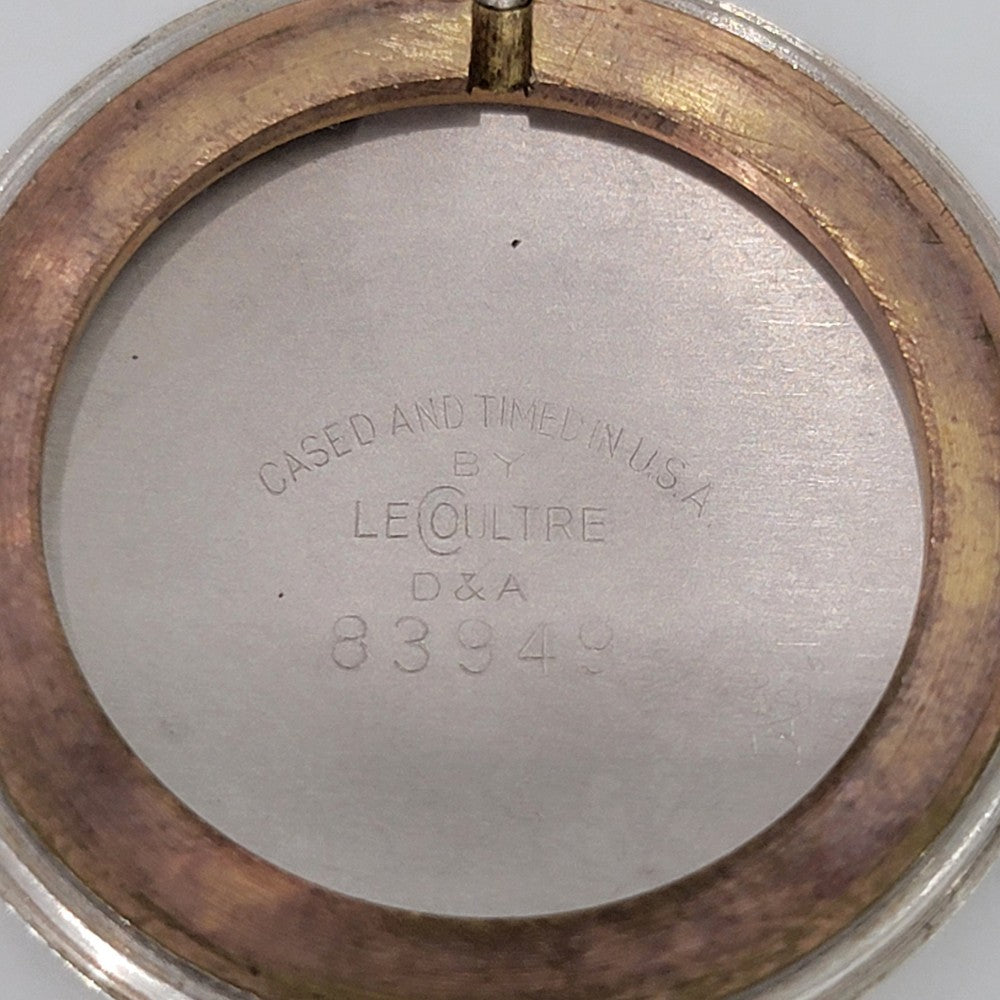 CASED AND TIMED IN U.S.A.
BY
LECOULTRE
D&A
83949